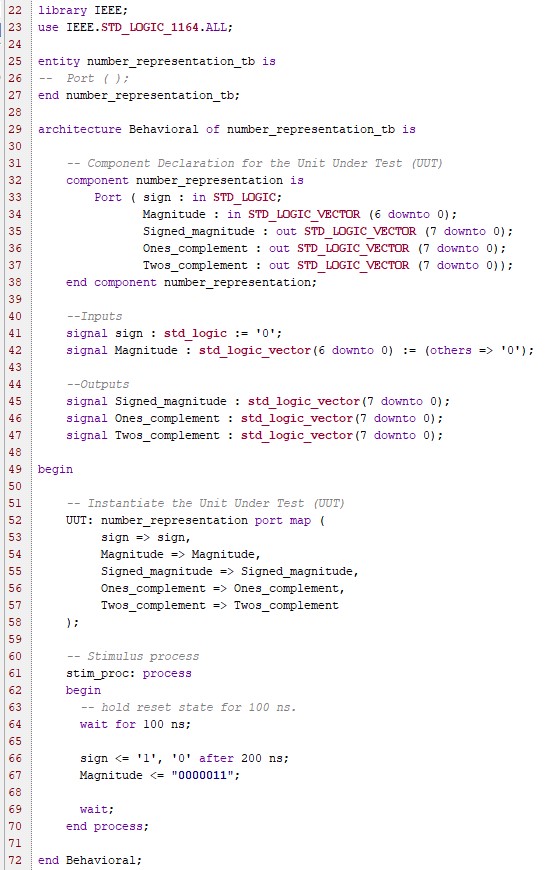 22 library IEEE;
23 use IEEE.STD_LOGIC_1164.ALL;
24
25 entity number_representation_tb is
26 -- Port ( );
27 end number_representation_tb;
28
29 architecture Behavioral of number_representation_tb is
30
31 -- Component Declaration for the Unit Under Test (UUT)
32 component number_representation is
33 Port ( sign : in STD_LOGIC;
34 Magnitude : in STD_LOGIC_VECTOR (6 downto 0);
35 Signed_magnitude : out STD_LOGIC_VECTOR (7 downto 0);
36 Ones_complement : out STD_LOGIC_VECTOR (7 downto 0);
37 Twos_complement : out STD_LOGIC_VECTOR (7 downto 0));
38 end component number_representation;
39
40 --Inputs
41 signal sign : std_logic := '0';
42 signal Magnitude : std_logic_vector(6 downto 0) := (others => '0');
43
44 --Outputs
45 signal Signed_magnitude : std_logic_vector(7 downto 0);
46 signal Ones_complement : std_logic_vector(7 downto 0);
47 signal Twos_complement : std_logic_vector(7 downto 0);
48
49 begin
50
51 -- Instantiate the Unit Under Test (UUT)
52 UUT: number_representation port map (
53 sign => sign,
54 Magnitude => Magnitude,
55 Signed_magnitude => Signed_magnitude,
56 Ones_complement => Ones_complement,
57 Twos_complement => Twos_complement
58 );
59
60 -- Stimulus process
61 stim_proc: process
62 begin
63 -- hold reset state for 100 ns.
64 wait for 100 ns;
65
66 sign <= '1', '0' after 200 ns;
67 Magnitude <= "0000011";
68
69 wait;
70 end process;
71
72 end Behavioral;